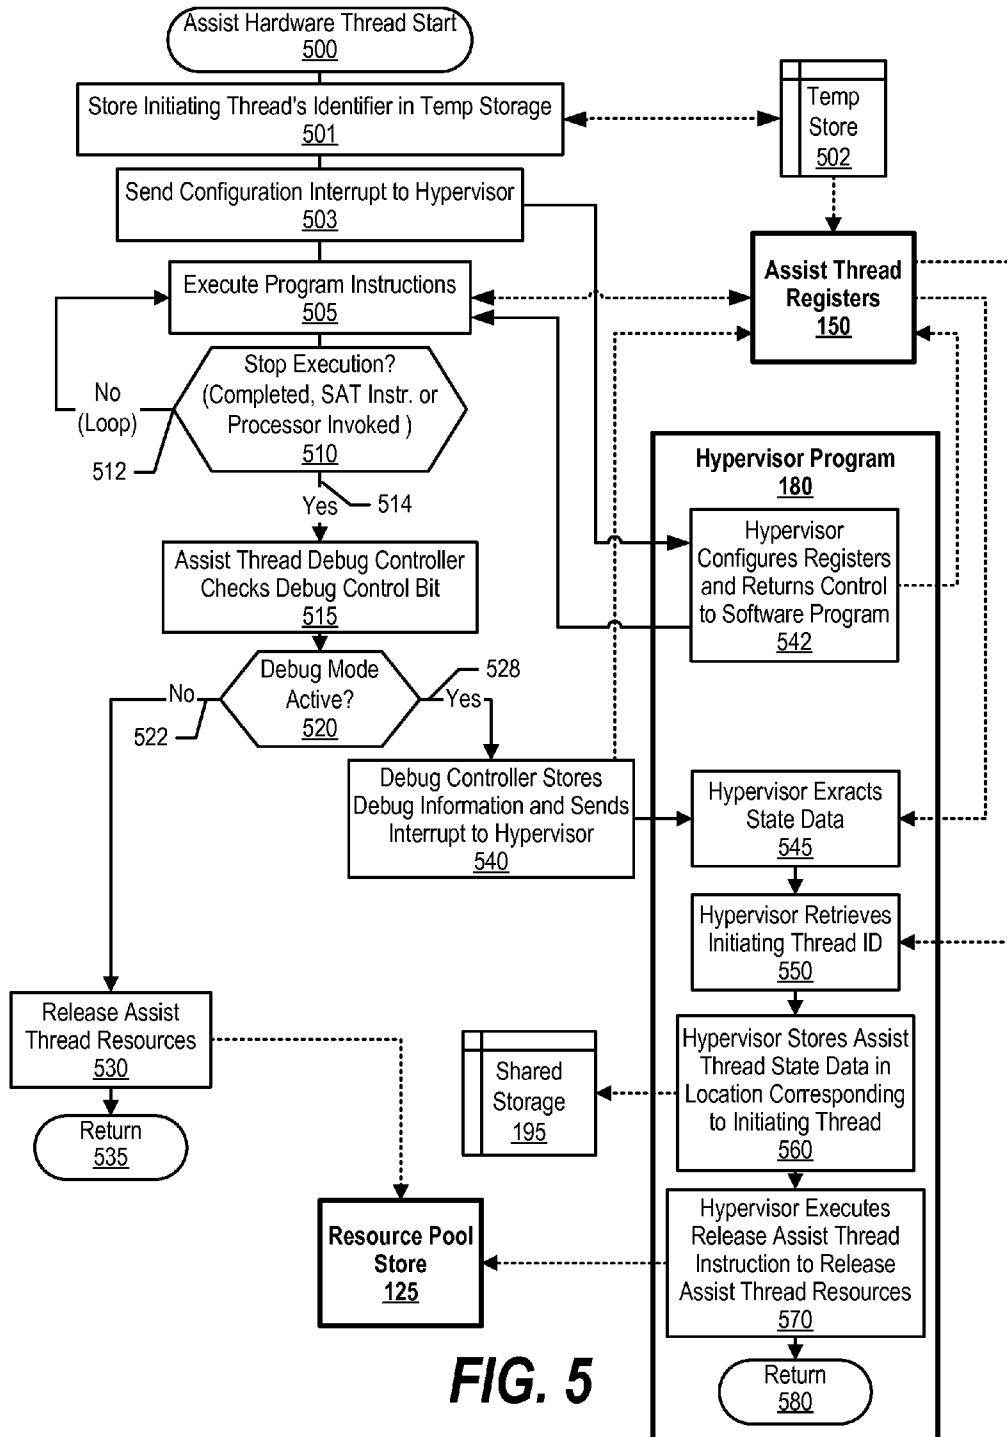 Assist Hardware Thread Start
500
Store Initiating Thread's Identifier in Temp Storage
501
Temp
Store
502
Send Configuration Interrupt to Hypervisor
503
Assist Thread
Registers
150
Execute Program Instructions
505
Stop Execution?
(Completed, SAT Instr. or
Processor Invoked )
510
No
(Loop)
512
Yes
514
Hypervisor Program
180
Hypervisor
Configures Registers
and Returns Control
to Software Program
542
Assist Thread Debug Controller
Checks Debug Control Bit
515
Debug Mode
Active?
520
No
522
528
Yes
Debug Controller Stores
Debug Information and Sends
Interrupt to Hypervisor
540
Hypervisor Exracts
State Data
545
Hypervisor Retrieves
Initiating Thread ID
550
Release Assist
Thread Resources
530
Return
535
Shared
Storage
195
Hypervisor Stores Assist
Thread State Data in
Location Corresponding
to Initiating Thread
560
Resource Pool
Store
125
Hypervisor Executes
Release Assist Thread
Instruction to Release
Assist Thread Resources
570
Return
580
FIG. 5